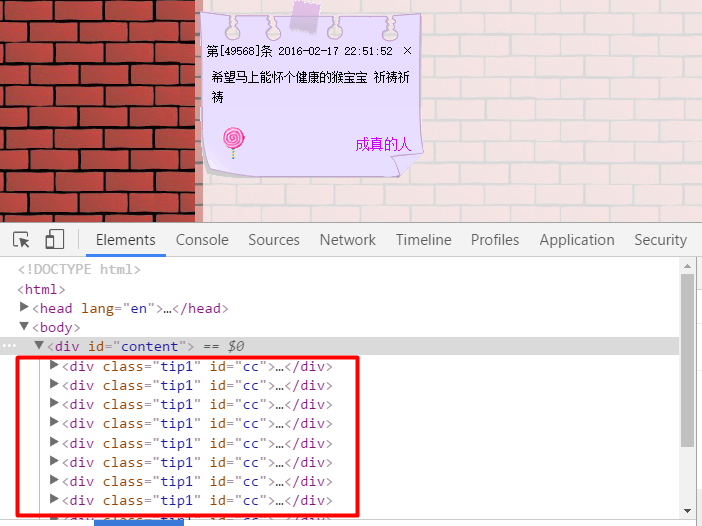 第[49568]条 2016-02-17 22:51:52 ×
希望马上能怀个健康的猴宝宝 祈祷祈
祷
成真的人
Elements Console Sources Network Timeline Profiles Application Security
<!DOCTYPE html>
<html>
<head lang="en">…</head>
<body>
<div id="content"> == $0
<div class="tip1" id="cc">…</div>
<div class="tip1" id="cc">…</div>
<div class="tip1" id="cc">…</div>
<div class="tip1" id="cc">…</div>
<div class="tip1" id="cc">…</div>
<div class="tip1" id="cc">…</div>
<div class="tip1" id="cc">…</div>
<div class="tip1" id="cc">…</div>